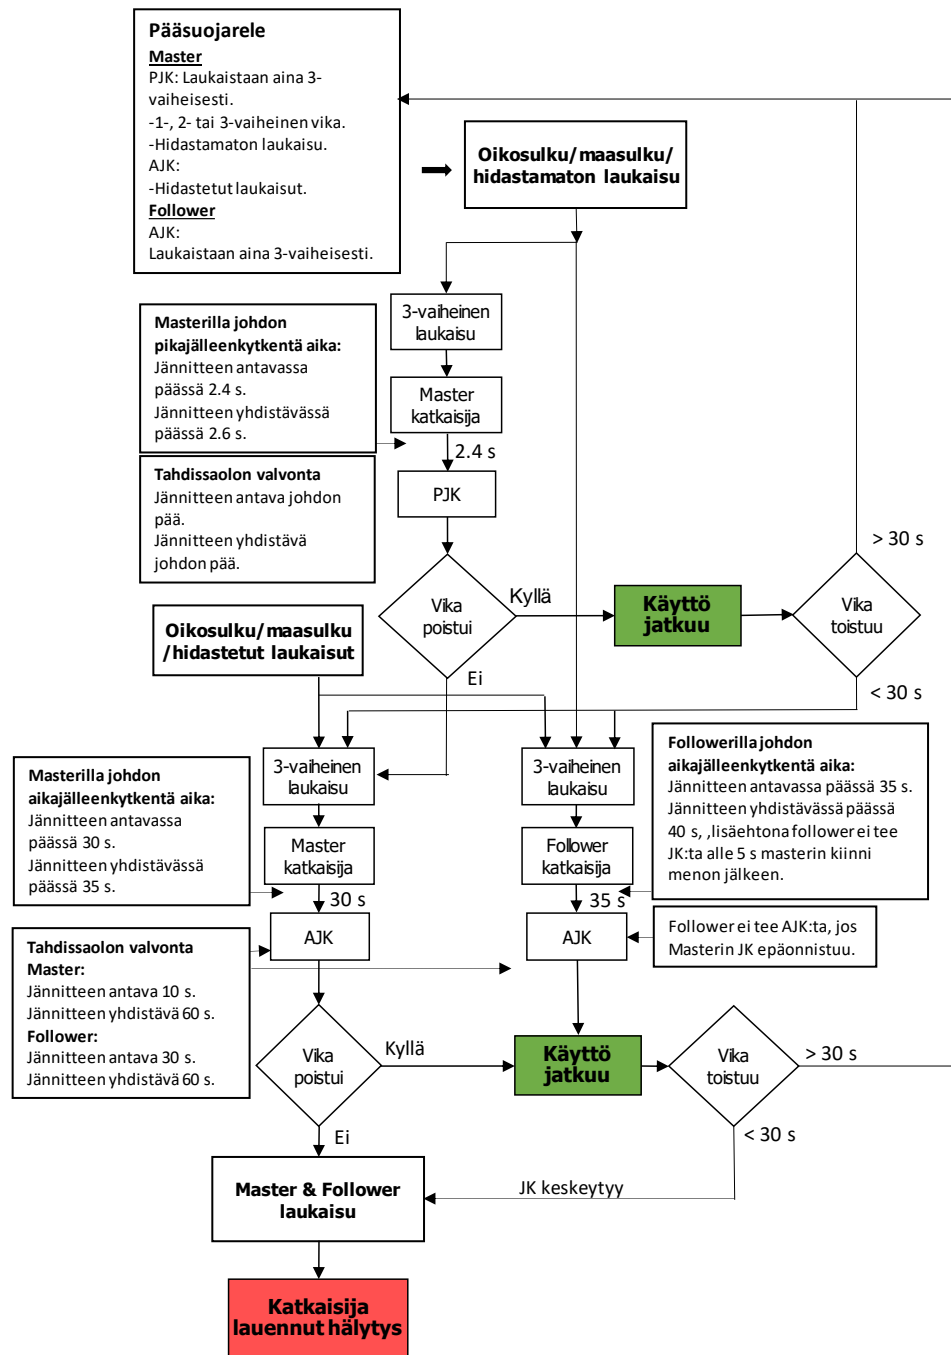 Pääsuojarele
Master
PJK: Laukaistaan aina 3-
vaiheisesti.
-1-, 2- tai 3-vaiheinen vika.
-Hidastamaton laukaisu.
AJK:
-Hidastetut laukaisut.
Follower
AJK:
Laukaistaan aina 3-vaiheisesti.
Oikosulku/maasulku/
hidastamaton laukaisu
3-vaiheinen
laukaisu
Masterilla johdon
pikajälleenkytkentä aika:
Jännitteen antavassa
päässä 2.4 s.
Jännitteen yhdistävässä
päässä 2.6 s.
Master
katkaisija
2.4 s
Tahdissaolon valvonta
Jännitteen antava johdon
pää.
Jännitteen yhdistävä
johdon pää.
PJK
Vika
poistui
Kyllä
Käyttö
jatkuu
> 30 s
Vika
toistuu
< 30 s
Oikosulku/maasulku
/hidastetut laukaisut
Ei
3-vaiheinen
laukaisu
3-vaiheinen
laukaisu
Followerilla johdon
aikajälleenkytkentä aika:
Jännitteen antavassa päässä 35 s.
Jännitteen yhdistävässä päässä
40 s, ,lisäehtona follower ei tee
JK:ta alle 5 s masterin kiinni
menon jälkeen.
Masterilla johdon
aikajälleenkytkentä aika:
Jännitteen antavassa
päässä 30 s.
Jännitteen yhdistävässä
päässä 35 s.
Master
katkaisija
Follower
katkaisija
30 s
35 s
AJK
AJK
Follower ei tee AJK:ta, jos
Masterin JK epäonnistuu.
Tahdissaolon valvonta
Master:
Jännitteen antava 10 s.
Jännitteen yhdistävä 60 s.
Follower:
Jännitteen antava 30 s.
Jännitteen yhdistävä 60 s.
Vika
poistui
Kyllä
Käyttö
jatkuu
Vika
toistuu
> 30 s
< 30 s
Ei
JK keskeytyy
Master & Follower
laukaisu
Katkaisija
lauennut hälytys